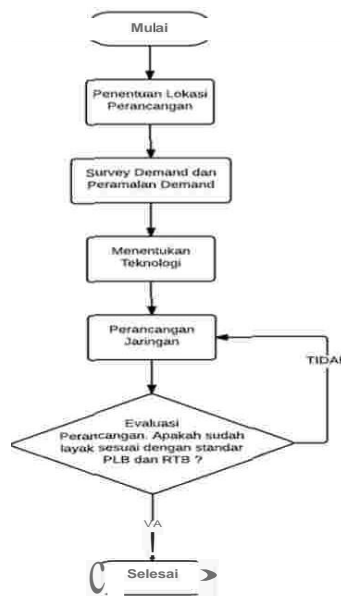 Mulai
Penentuan Lokasi
Perancangan
Survey Demand dan
Peramalan Demand
Menentukan
Teknologi
Perancangan
Jaringan
TIDAK
Evaluasi
Perancangan. Apakah sudah
layak sesuai dengan standar
PLB dan RTB ?
YA
Selesai